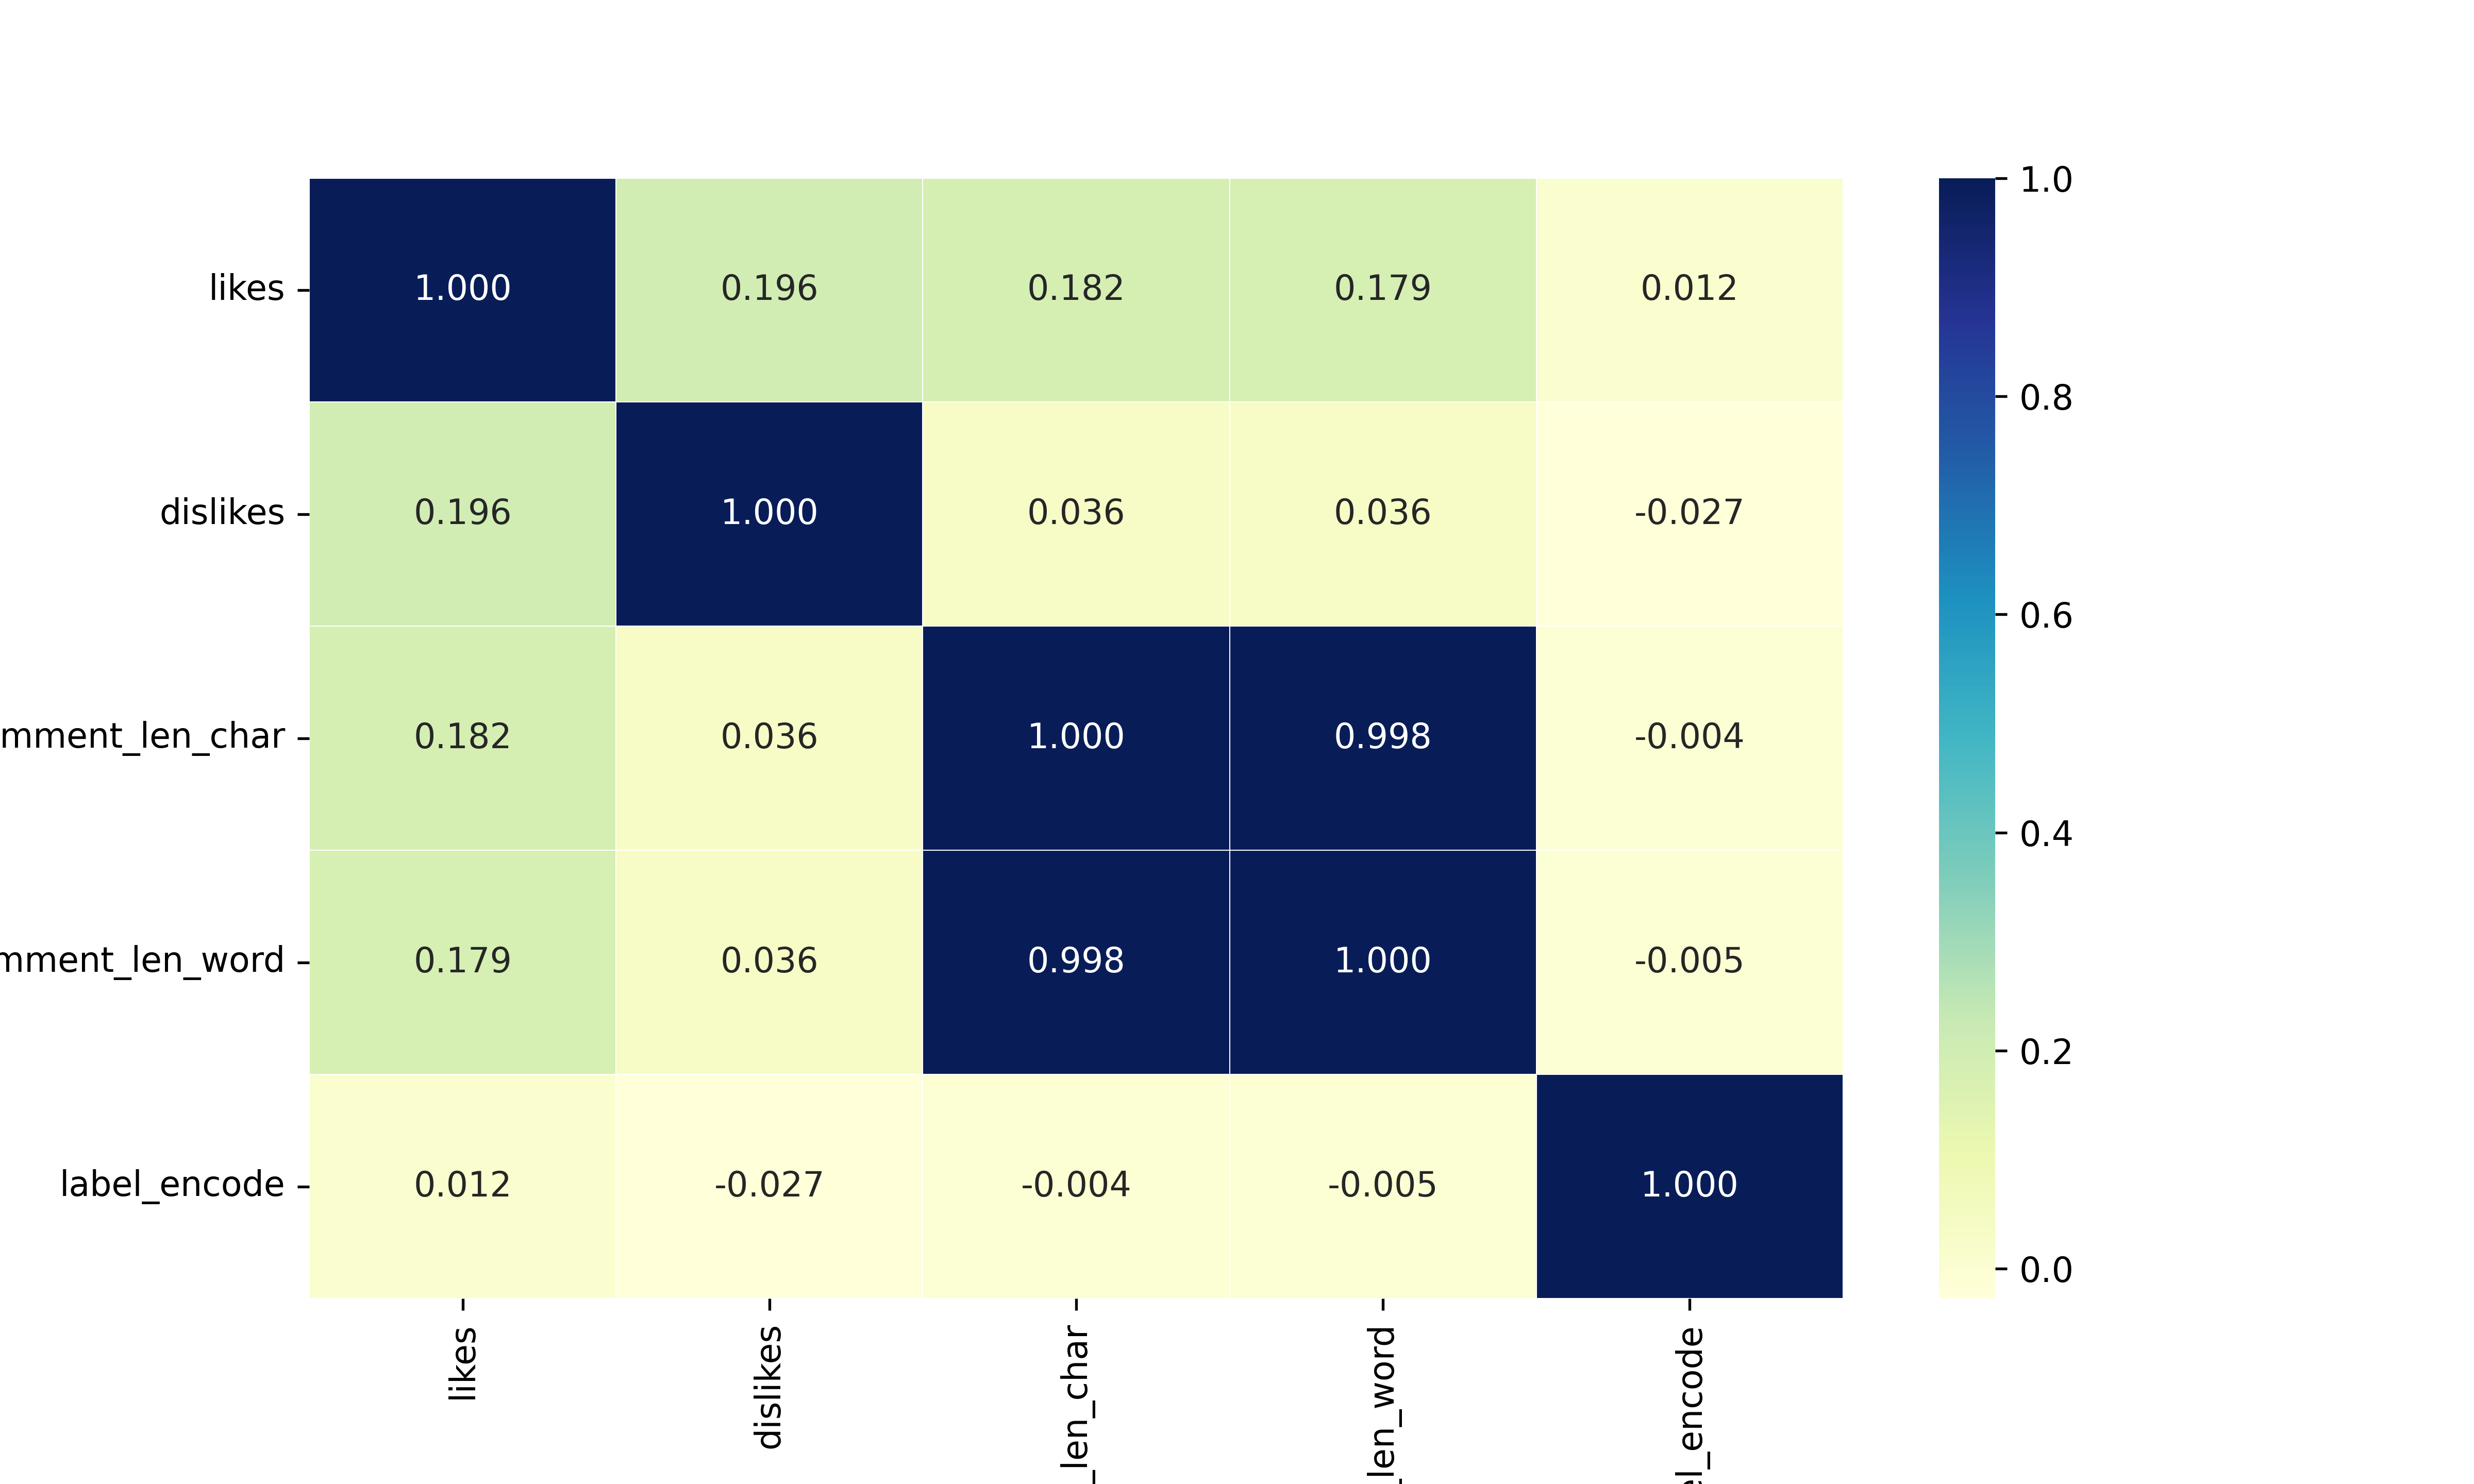 likes 1.000 0.196 0.182 0.179 0.012
dislikes 0.196 1.000 0.036 0.036 -0.027
mment_len_char 0.182 0.036 1.000 0.998 -0.004
mment_len_word 0.179 0.036 0.998 1.000 -0.005
label_encode 0.012 -0.027 -0.004 -0.005 1.000
likes
dislikes
_len_char
_len_word
el_encode
1.0
0.8
0.6
0.4
0.2
0.0